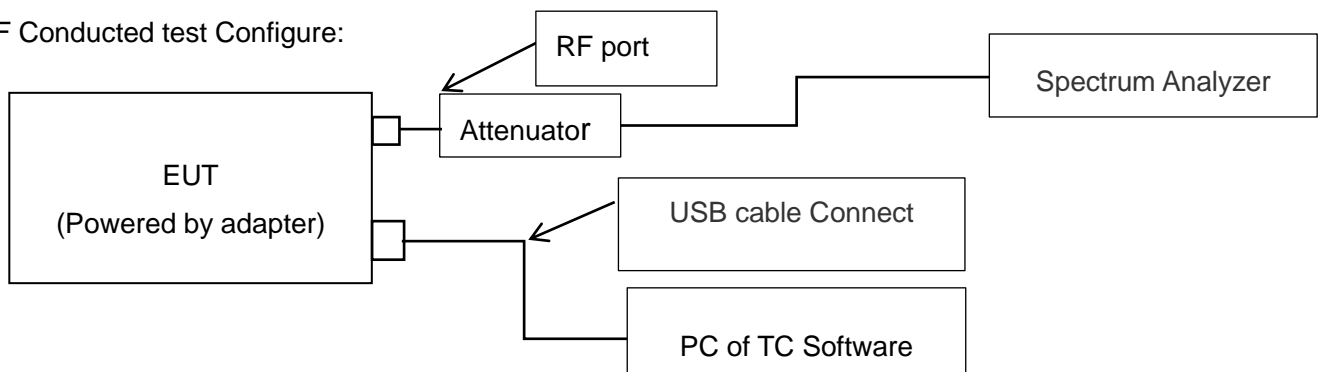 F Conducted test Configure:
RF port
Spectrum Analyzer
Attenuator
EUT
(Powered by adapter)
USB cable Connect
PC of TC Software